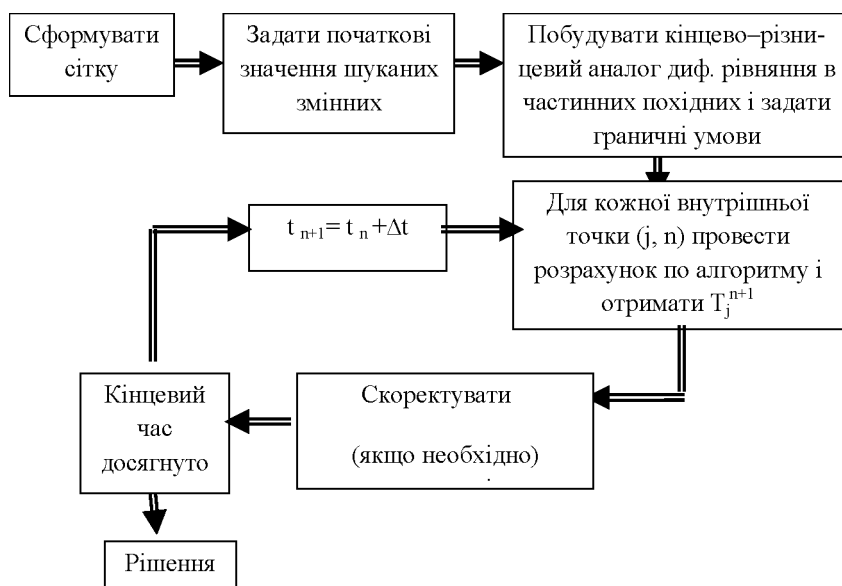 Сформувати
сітку
Задати початкові
значення шуканих
змінних
Побудувати кінцево–різни-
цевий аналог диф. рівняння в
частинних похідних і задати
граничні умови
t n+1= t n +Δt
Для кожної внутрішньої
точки (j, n) провести
розрахунок по алгоритму і
отримати Tj^n+1
Кінцевий
час
досягнуто
Скоректувати
(якщо необхідно)
Рішення